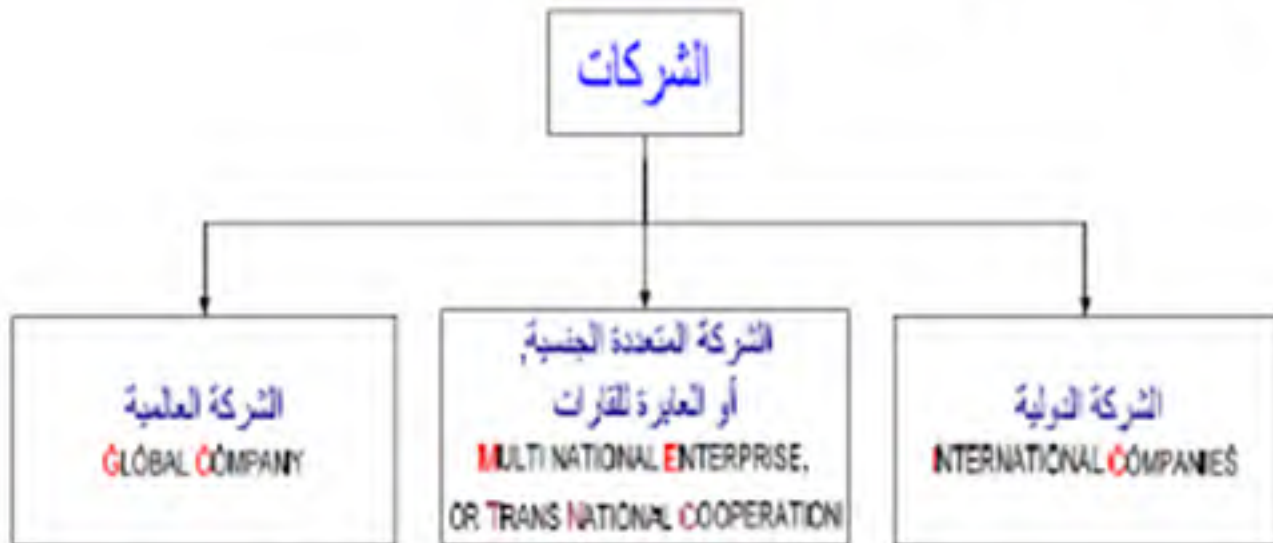 الشركات
الشركة الدولية
INTERNATIONAL COMPANIES
الشركة المتعددة الجنسية,
أو العابرة للقارات
MULTI NATIONAL ENTERPRISE,
OR TRANS NATIONAL COOPERATION
الشركة العالمية
GLOBAL COMPANY